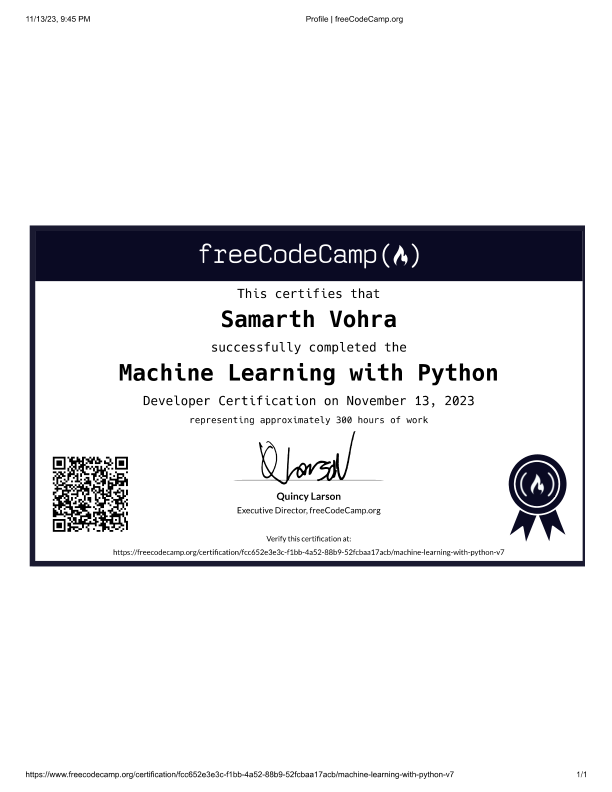 11/13/23, 9:45 PM Profile | freeCodeCamp.org
freeCodeCamp
This certifies that
Samarth Vohra
successfully completed the
Machine Learning with Python
Developer Certification on November 13, 2023
representing approximately 300 hours of work
QLarson
Quincy Larson
Executive Director, freeCodeCamp.org
Verify this certification at:
https://freecodecamp.org/certification/fcc652e3e3c-f1bb-4a52-88b9-52fcbaa17acb/machine-learning-with-python-v7
https://www.freecodecamp.org/certification/fcc652e3e3c-f1bb-4a52-88b9-52fcbaa17acb/machine-learning-with-python-v7 1/1